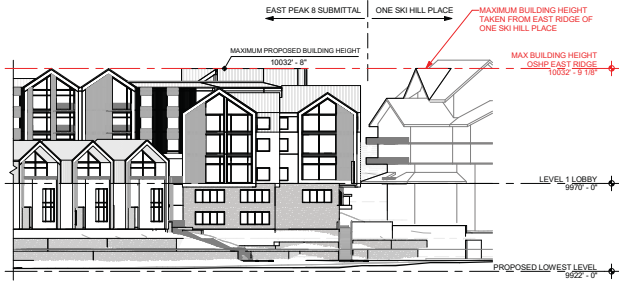 EAST PEAK 8 SUBMITTAL
ONE SKI HILL PLACE
MAXIMUM BUILDING HEIGHT
TAKEN FROM EAST RIDGE OF
ONE SKI HILL PLACE
MAXIMUM PROPOSED BUILDING HEIGHT
10032' - 8"
MAX BUILDING HEIGHT
OSHP EAST RIDGE
10032' - 9 1/8"
LEVEL 1 LOBBY
9970' - 0"
PROPOSED LOWEST LEVEL
9922' - 0"